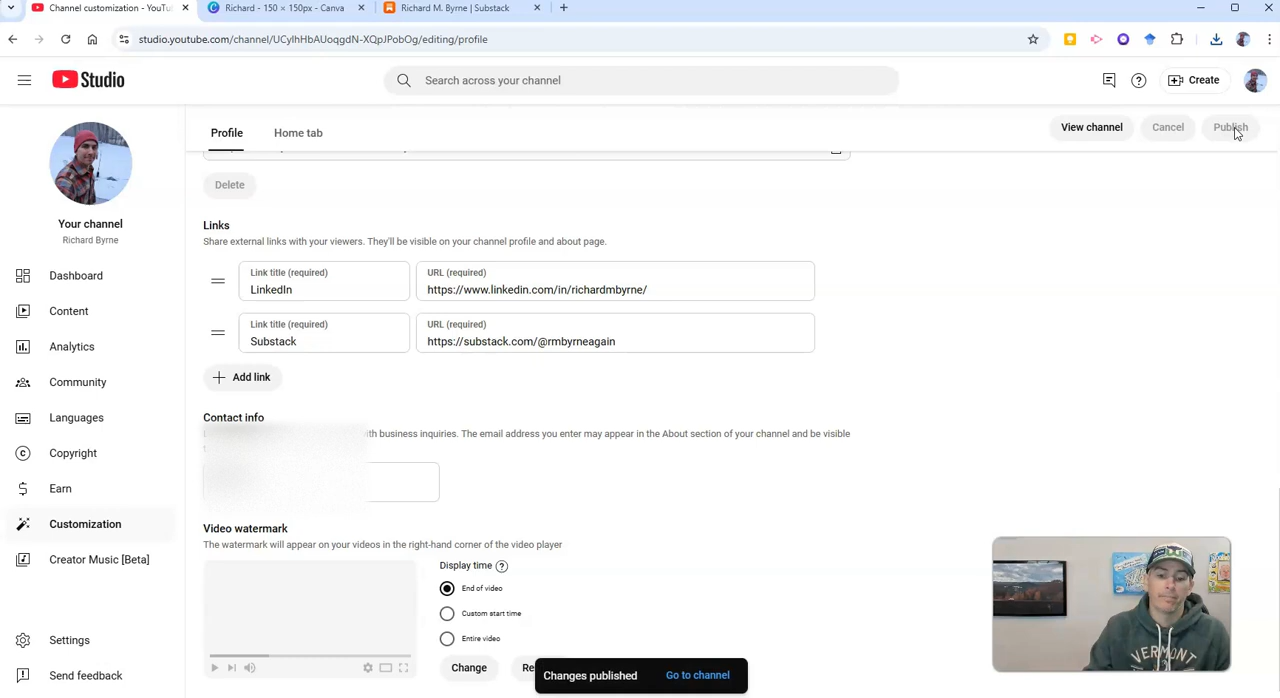 Channel customization - YouTu
Richard - 150 × 150px - Canva
Richard M. Byrne | Substack
studio.youtube.com/channel/UCyIhHbAUoqgdN-XQpJPobOg/editing/profile
Studio
Search across your channel
Create
Profile
Home tab
View channel
Cancel
Publish
Your channel
Richard Byrne
Dashboard
Content
Analytics
Community
Languages
Copyright
Earn
Customization
Creator Music [Beta]
Settings
Send feedback
Delete
Links
Share external links with your viewers. They'll be visible on your channel profile and about page.
Link title (required)
LinkedIn
URL (required)
https://www.linkedin.com/in/richardmbyrne/
Link title (required)
Substack
URL (required)
https://substack.com/@rmbyrneagain
Add link
Contact info
with business inquiries. The email address you enter may appear in the About section of your channel and be visible
Video watermark
The watermark will appear on your videos in the right-hand corner of the video player
Display time
End of video
Custom start time
Entire video
Change
Changes published
Go to channel
VERMONT